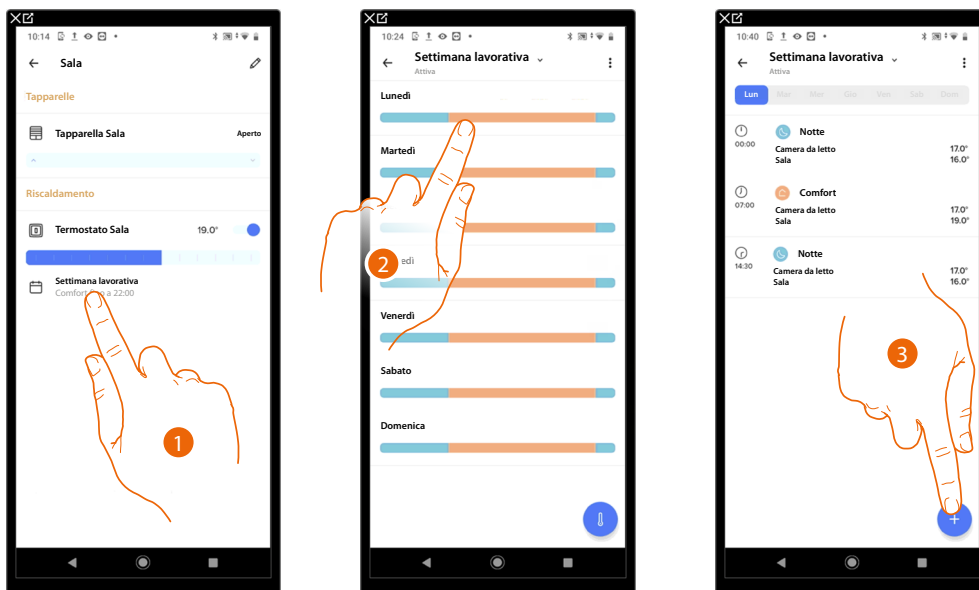 10:14
Sala
Tapparelle
Tapparella Sala
Aperto
Riscaldamento
Termostato Sala 19.0°
Settimana lavorativa
a 22:00
1
10:24
Settimana lavorativa
Attiva
Lunedì
Martedì
edì
Venerdì
Sabato
Domenica
2
10:40
Settimana lavorativa
Attiva
Lun Mar Mer Gio Ven Sab Dom
00:00 Notte
Camera da letto 17.0°
Sala 16.0°
07:00 Comfort
Camera da letto 17.0°
Sala 19.0°
14:30 Notte
Camera da letto 17.0°
Sala 16.0°
3
+